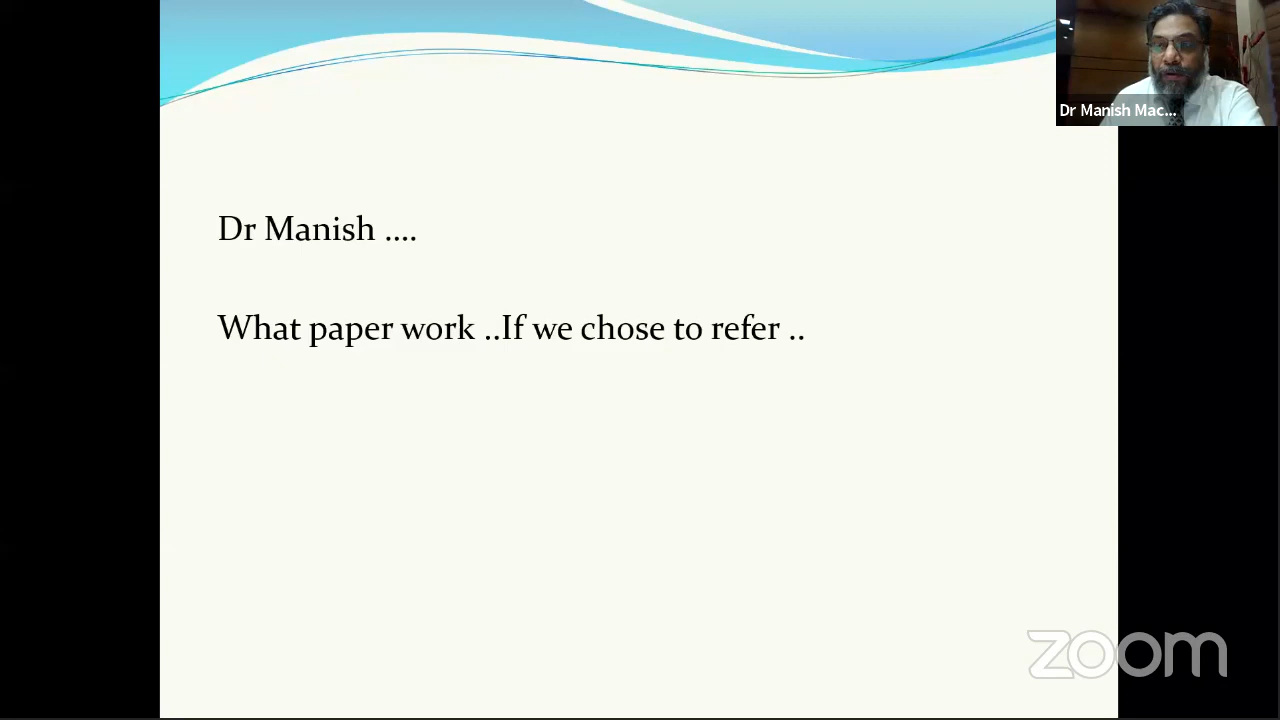 Dr Manish Mac...
Dr Manish ....
What paper work ..If we chose to refer ..
zoom